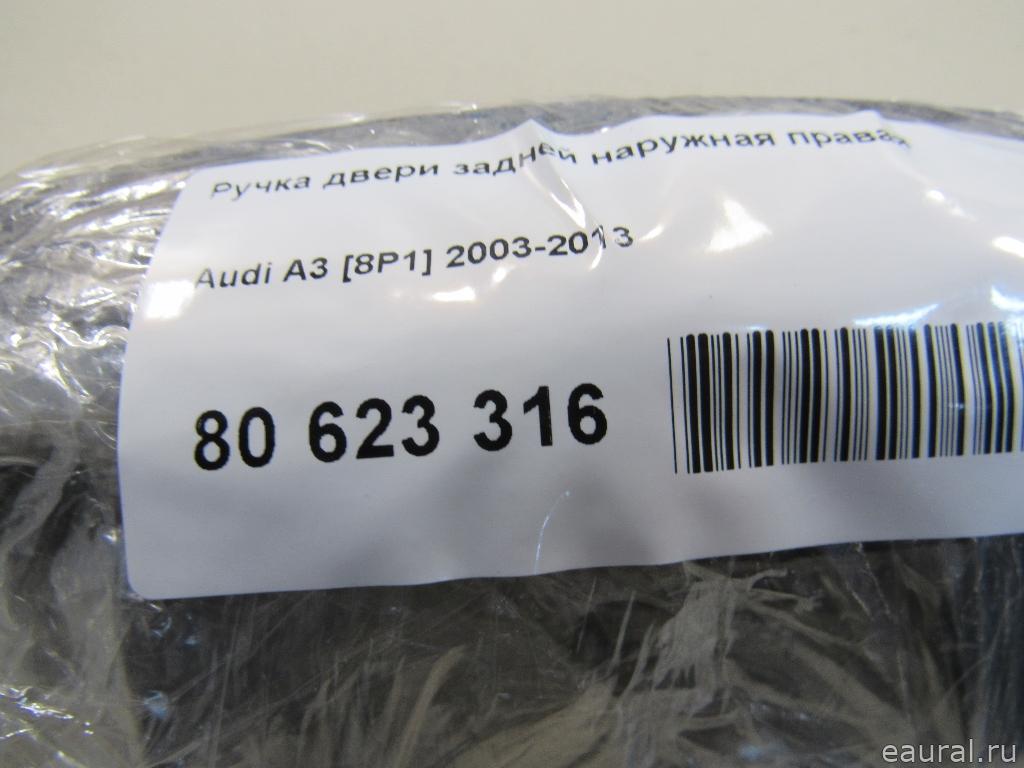 Ручка двери задней наружная правая
Audi A3 [8P1] 2003-2013
80 623 316
eaural.ru